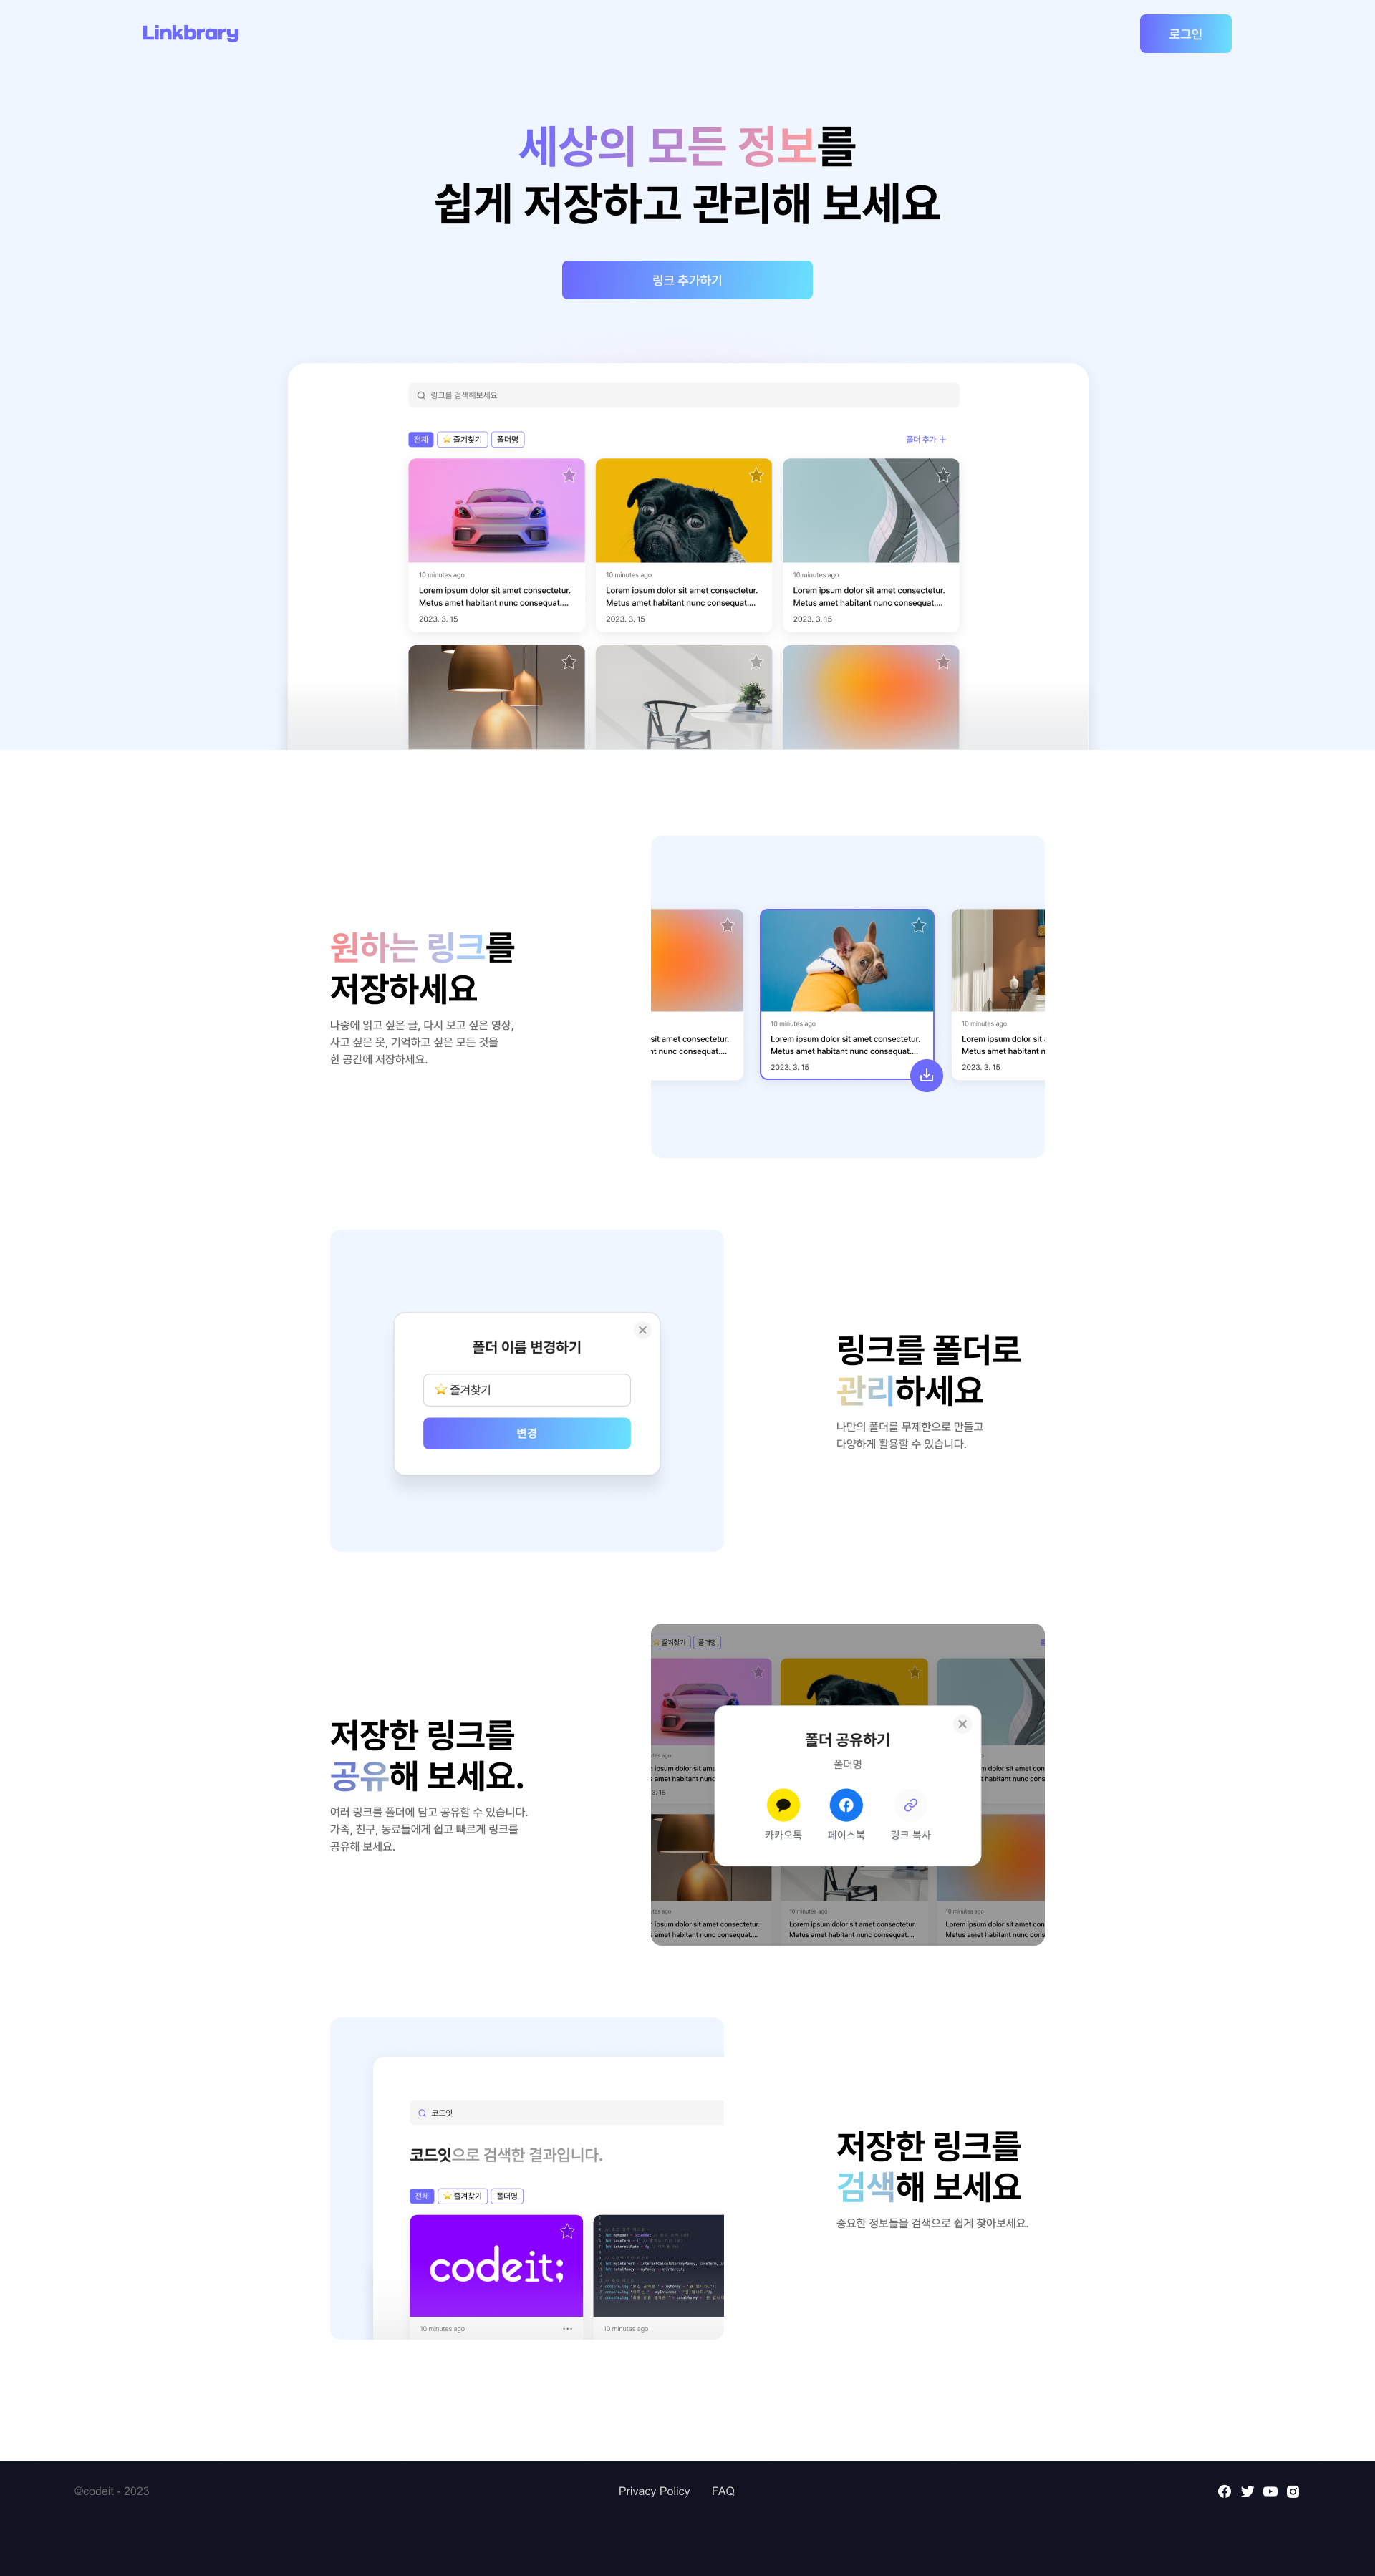 Linkbrary
로그인
세상의 모든 정보를
쉽게 저장하고 관리해 보세요
링크 추가하기
링크를 검색해보세요
전체 ⭐ 즐겨찾기 폴더명 폴더 추가 +
10 minutes ago
Lorem ipsum dolor sit amet consectetur.
Metus amet habitant nunc consequat....
2023. 3. 15
10 minutes ago
Lorem ipsum dolor sit amet consectetur.
Metus amet habitant nunc consequat....
2023. 3. 15
10 minutes ago
Lorem ipsum dolor sit amet consectetur.
Metus amet habitant nunc consequat....
2023. 3. 15
원하는 링크를
저장하세요
나중에 읽고 싶은 글, 다시 보고 싶은 영상,
사고 싶은 옷, 기억하고 싶은 모든 것을
한 공간에 저장하세요.
sit amet consectetur.
nunc consequat....
10 minutes ago
Lorem ipsum dolor sit amet consectetur.
Metus amet habitant nunc consequat....
2023. 3. 15
10 minutes ago
Lorem ipsum dolor sit
Metus amet habitant
2023. 3. 15
폴더 이름 변경하기
⭐ 즐겨찾기
변경
링크를 폴더로
관리하세요
나만의 폴더를 무제한으로 만들고
다양하게 활용할 수 있습니다.
저장한 링크를
공유해 보세요.
여러 링크를 폴더에 담고 공유할 수 있습니다.
가족, 친구, 동료들에게 쉽고 빠르게 링크를
공유해 보세요.
⭐ 즐겨찾기 폴더명
폴더 공유하기
폴더명
카카오톡 페이스북 링크 복사
ipsum dolor sit amet consectetur.
amet habitant nunc consequat....
10 minutes ago
Lorem ipsum dolor sit amet consectetur.
Metus amet habitant nunc consequat....
10 minutes ago
Lorem ipsum dolor sit amet
Metus amet habitant nunc
코드잇
코드잇으로 검색한 결과입니다.
전체 ⭐ 즐겨찾기 폴더명
codeit;
10 minutes ago
10 minutes ago
저장한 링크를
검색해 보세요
중요한 정보들을 검색으로 쉽게 찾아보세요.
©codeit - 2023
Privacy Policy FAQ